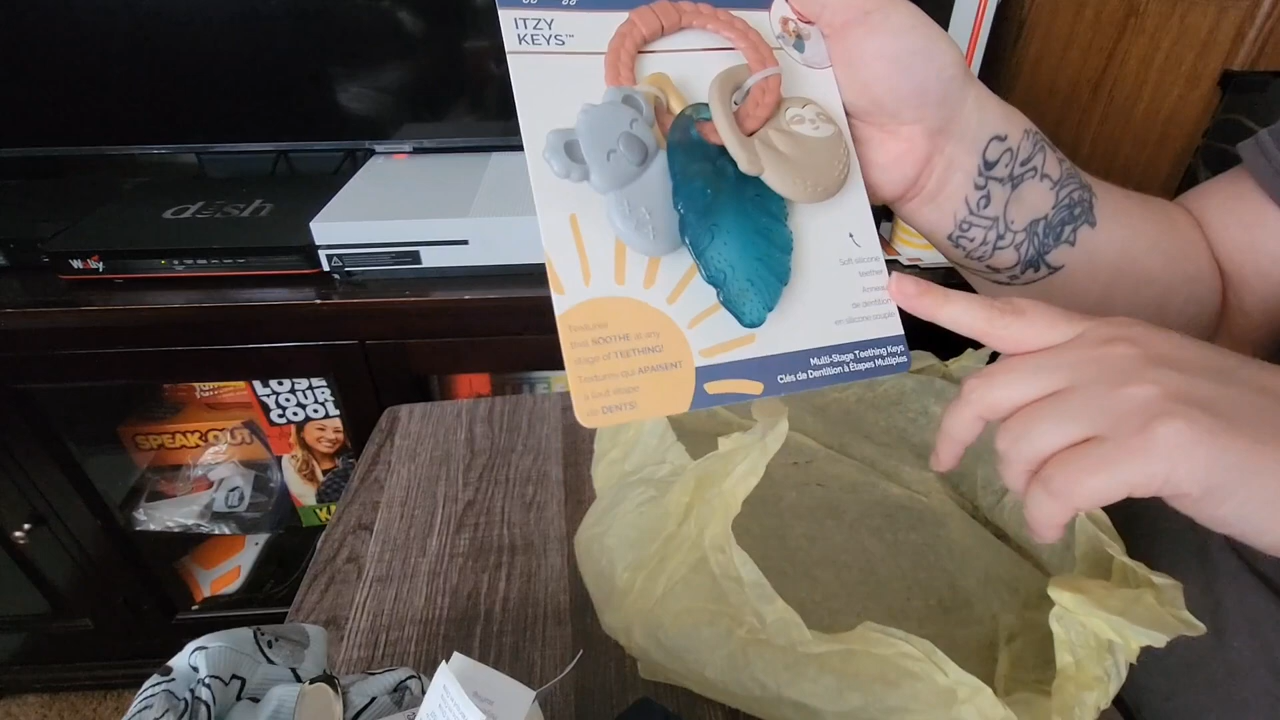 ITZY
KEYS™
Soft silicone
teether
Anneau
de dentition
en silicone souple
Textures
that SOOTHE at any
stage of TEETHING!
Textures qui APAISENT
à tout étape
de DENTS!
Multi-Stage Teething Keys
Clés de Dentition à Étapes Multiples
dish
Wally
LOSE
YOUR
COOL
SPEAK OUT